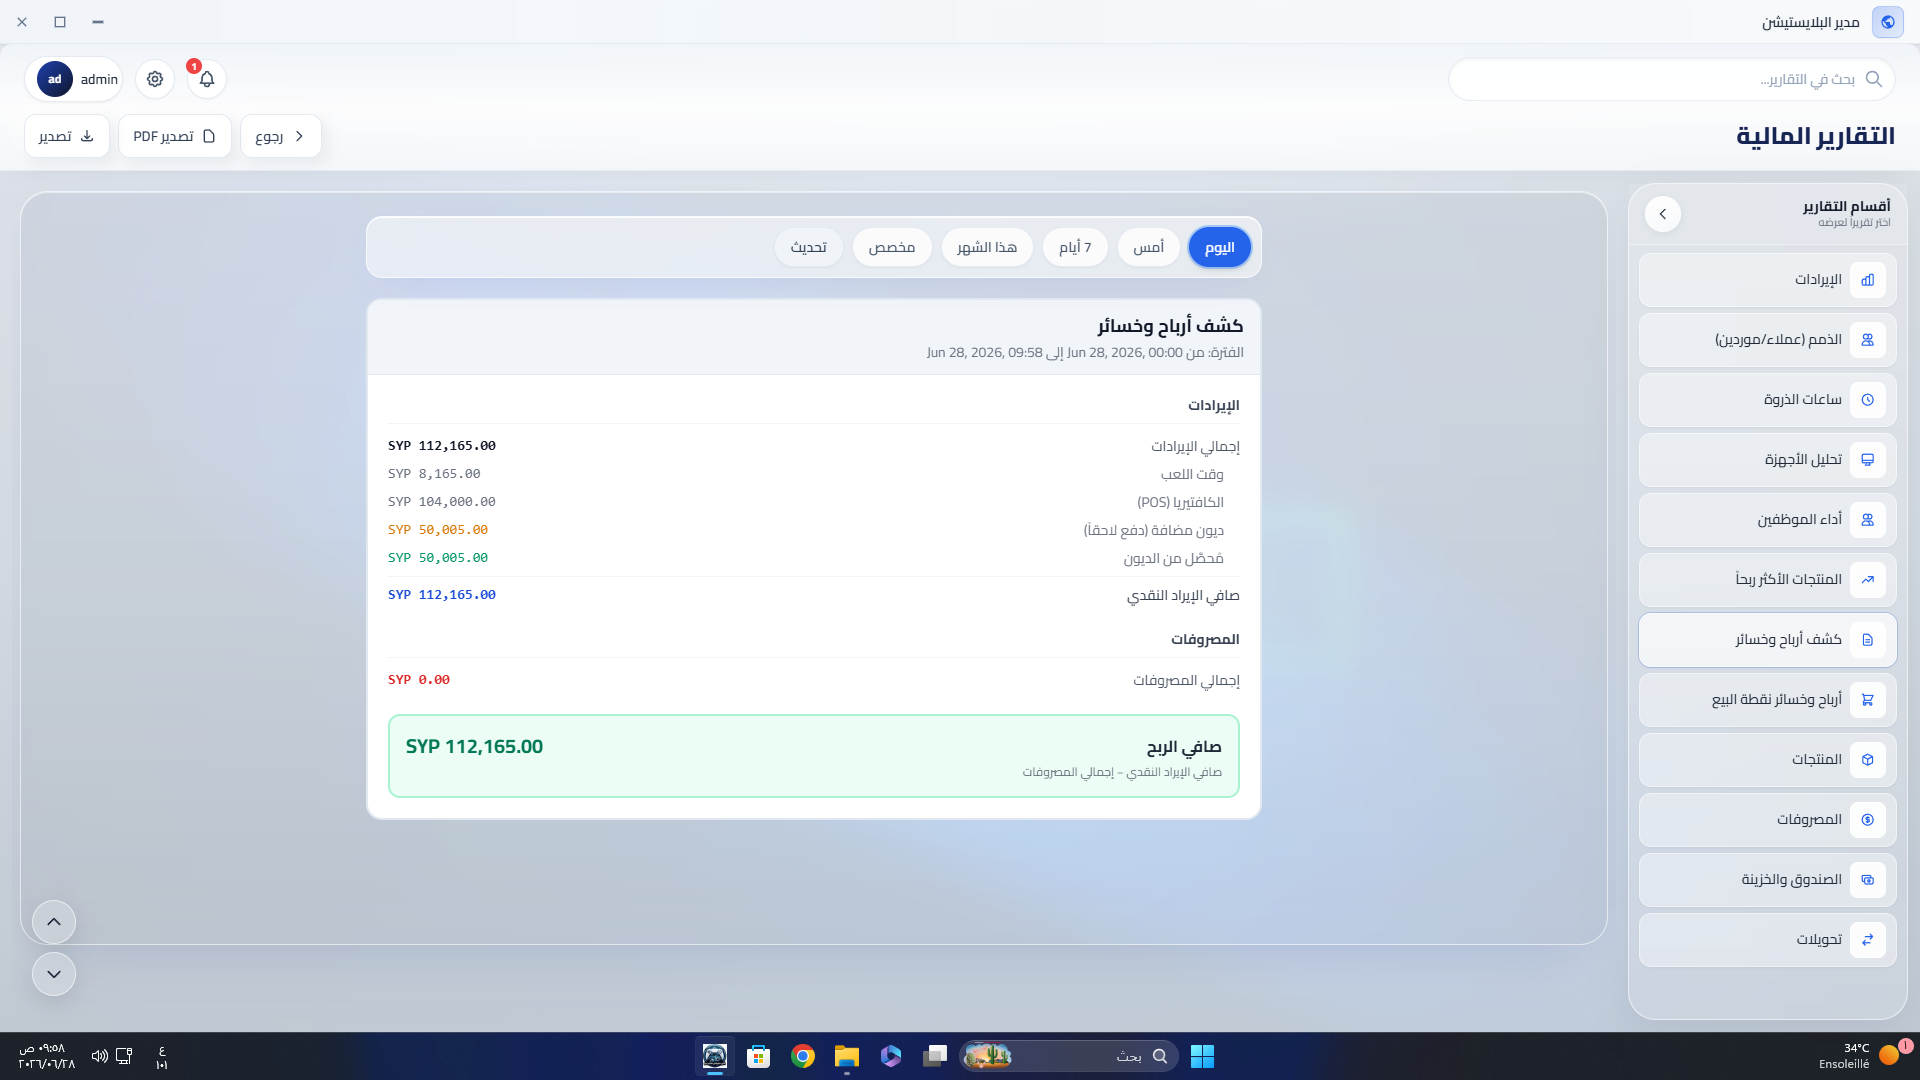 مدير البلايستيشن
بحث في التقارير...
1
admin
ad
التقارير المالية
رجوع
تصدير PDF
تصدير
أقسام التقارير
اختر تقريرا لعرضه
الإيرادات
الذمم (عملاء/موردين)
ساعات الذروة
تحليل الأجهزة
أداء الموظفين
المنتجات الأكثر ربحاً
كشف أرباح وخسائر
أرباح وخسائر نقطة البيع
المنتجات
المصروفات
الصندوق والخزينة
تحويلات
اليوم
أمس
7 أيام
هذا الشهر
مخصص
تحديث
كشف أرباح وخسائر
الفترة: من Jun 28, 2026, 00:00 إلى Jun 28, 2026, 09:58
الإيرادات
إجمالي الإيرادات SYP 112,165.00
وقت اللعب SYP 8,165.00
الكافتيريا (POS) SYP 104,000.00
ديون مضافة (دفع لاحقاً) SYP 50,005.00
مُحصّل من الديون SYP 50,005.00
صافي الإيراد النقدي SYP 112,165.00
المصروفات
إجمالي المصروفات SYP 0.00
صافي الربح SYP 112,165.00
صافي الإيراد النقدي − إجمالي المصروفات
١
34°C
Ensoleillé
بحث
ع
١٠١
٠٩:٥٨ ص
٢٠٢٦/٠٦/٢٨